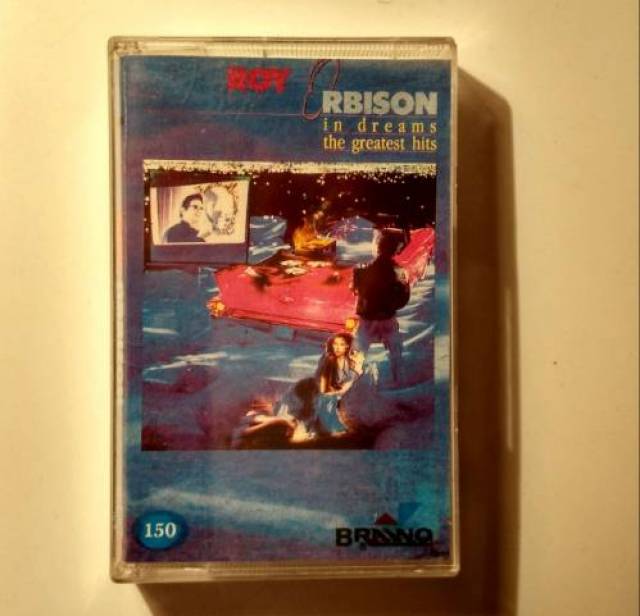 ROY ORBISON
in dreams
the greatest hits
150
BRAVO